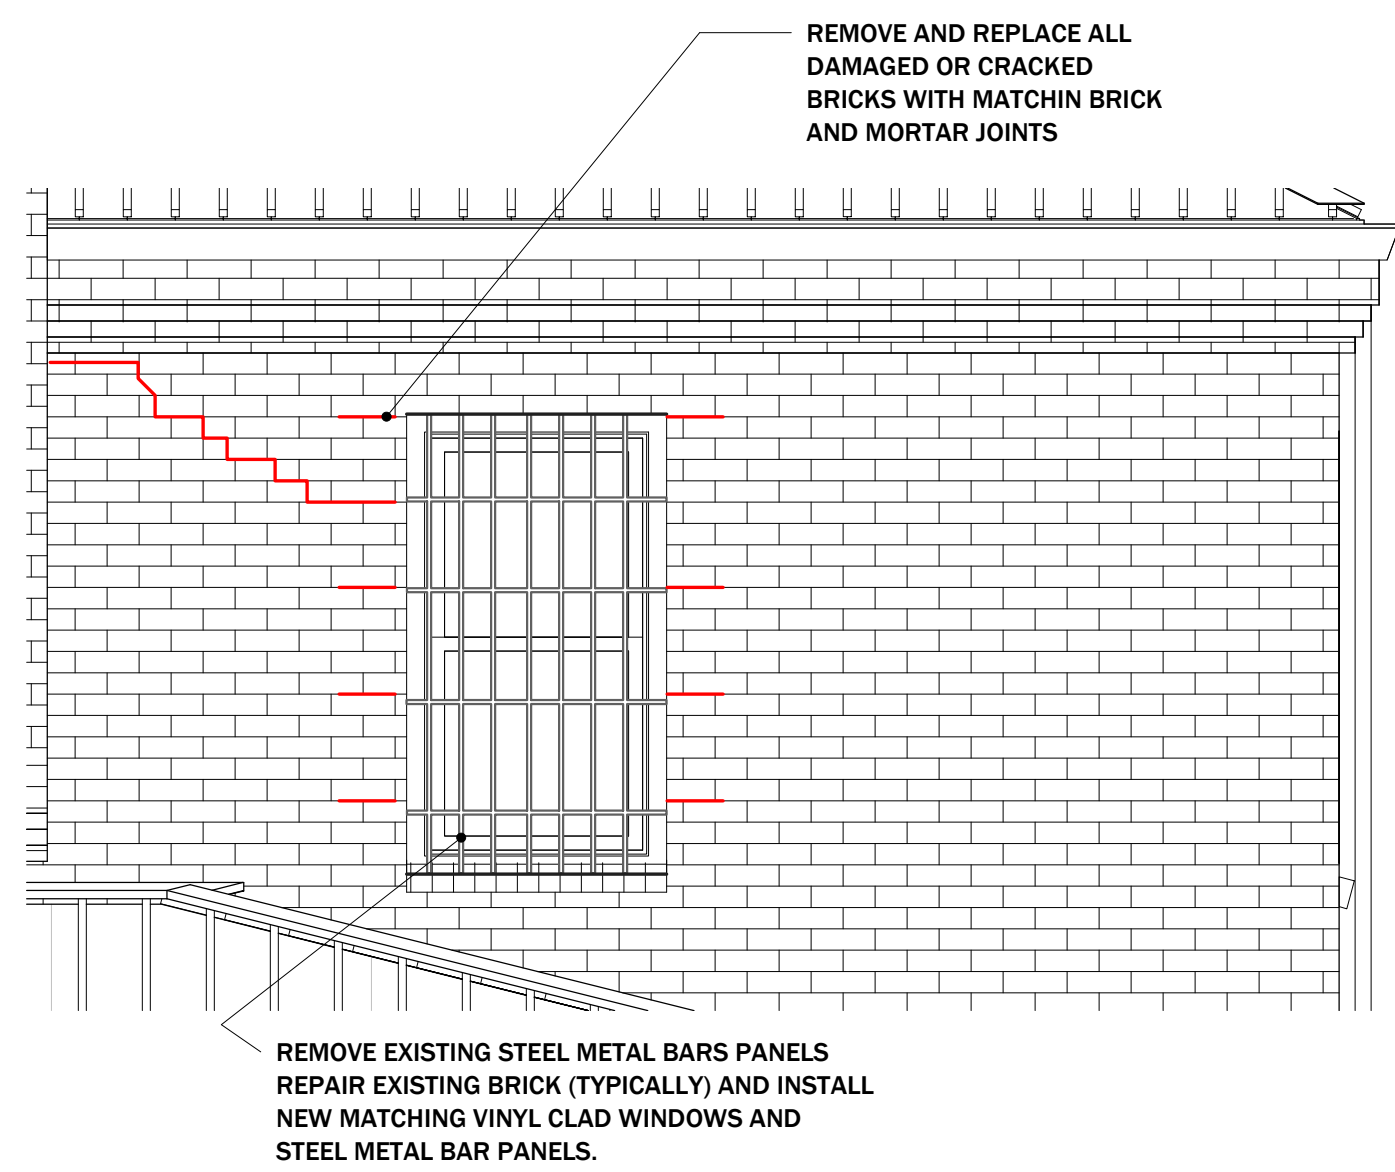 REMOVE AND REPLACE ALL
DAMAGED OR CRACKED
BRICKS WITH MATCHIN BRICK
AND MORTAR JOINTS
REMOVE EXISTING STEEL METAL BARS PANELS
REPAIR EXISTING BRICK (TYPICALLY) AND INSTALL
NEW MATCHING VINYL CLAD WINDOWS AND
STEEL METAL BAR PANELS.